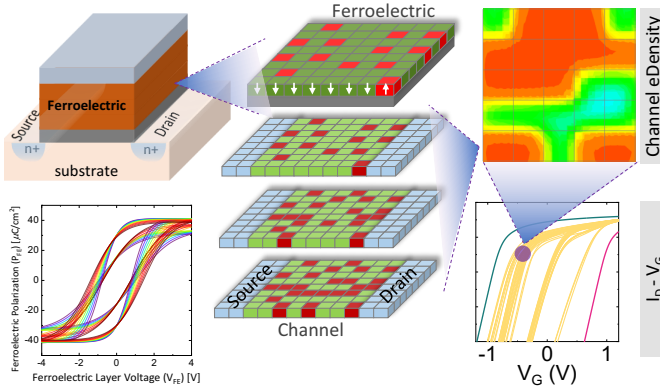 Ferroelectric
Channel eDensity
Ferroelectric
Source
Drain
n+
n+
substrate
Ferroelectric Polarization [P_FE] [μC/cm²]
40
20
0
-20
-40
-4
-2
0
2
4
Ferroelectric Layer Voltage (V_FE) [V]
Source
Drain
Channel
I_D - V_G
-1
0
1
V_G (V)